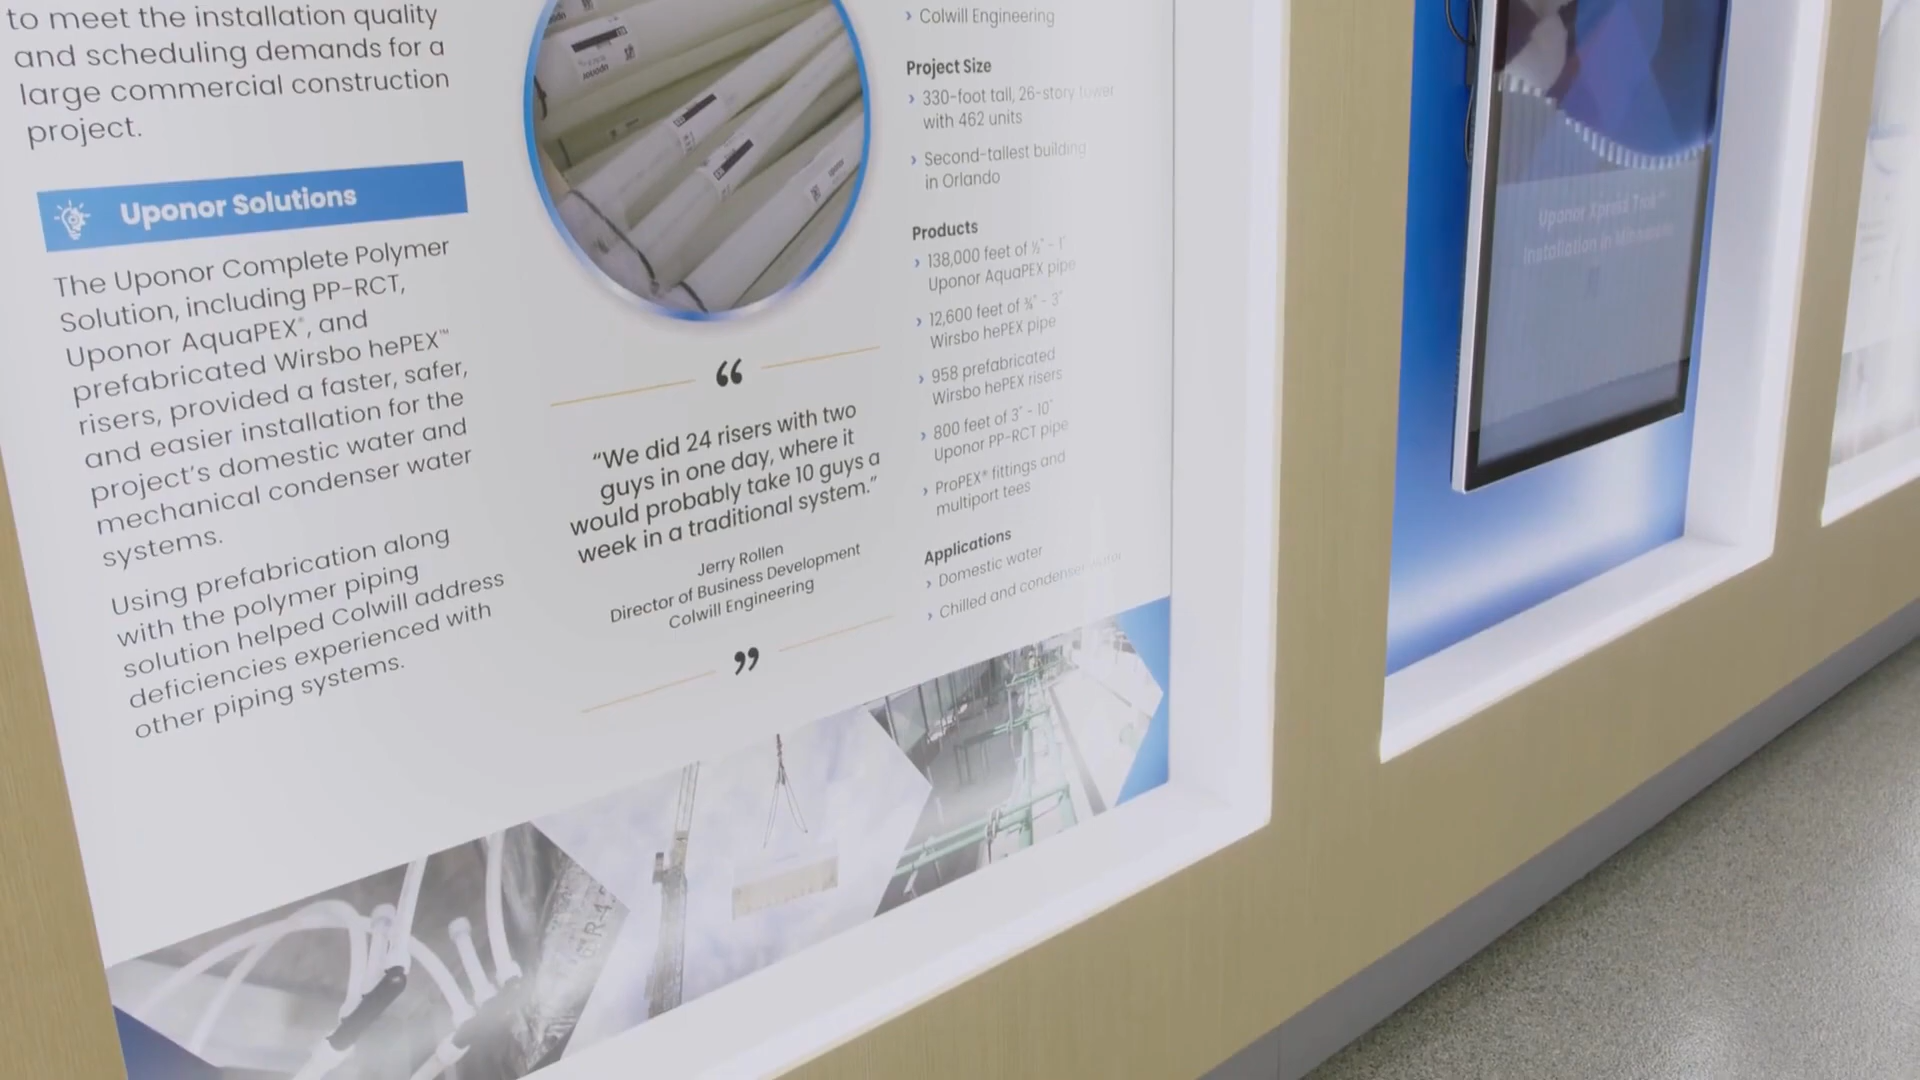 to meet the installation quality
and scheduling demands for a
large commercial construction
project.
Uponor Solutions
The Uponor Complete Polymer
Solution, including PP-RCT,
Uponor AquaPEX®, and
prefabricated Wirsbo hePEX™
risers, provided a faster, safer,
and easier installation for the
project's domestic water and
mechanical condenser water
systems.
Using prefabrication along
with the polymer piping
solution helped Colwill address
deficiencies experienced with
other piping systems.
“
“We did 24 risers with two
guys in one day, where it
would probably take 10 guys a
week in a traditional system.”
Jerry Rollen
Director of Business Development
Colwill Engineering
”
› Colwill Engineering
Project Size
› 330-foot tall, 26-story tower
with 462 units
› Second-tallest building
in Orlando
Products
› 138,000 feet of ½" - 1"
Uponor AquaPEX pipe
› 12,600 feet of ¾" - 3"
Wirsbo hePEX pipe
› 958 prefabricated
Wirsbo hePEX risers
› 800 feet of 3" - 10"
Uponor PP-RCT pipe
› ProPEX® fittings and
multiport tees
Applications
› Domestic water
› Chilled and condenser water
Uponor Xpress Trak™
Installation in